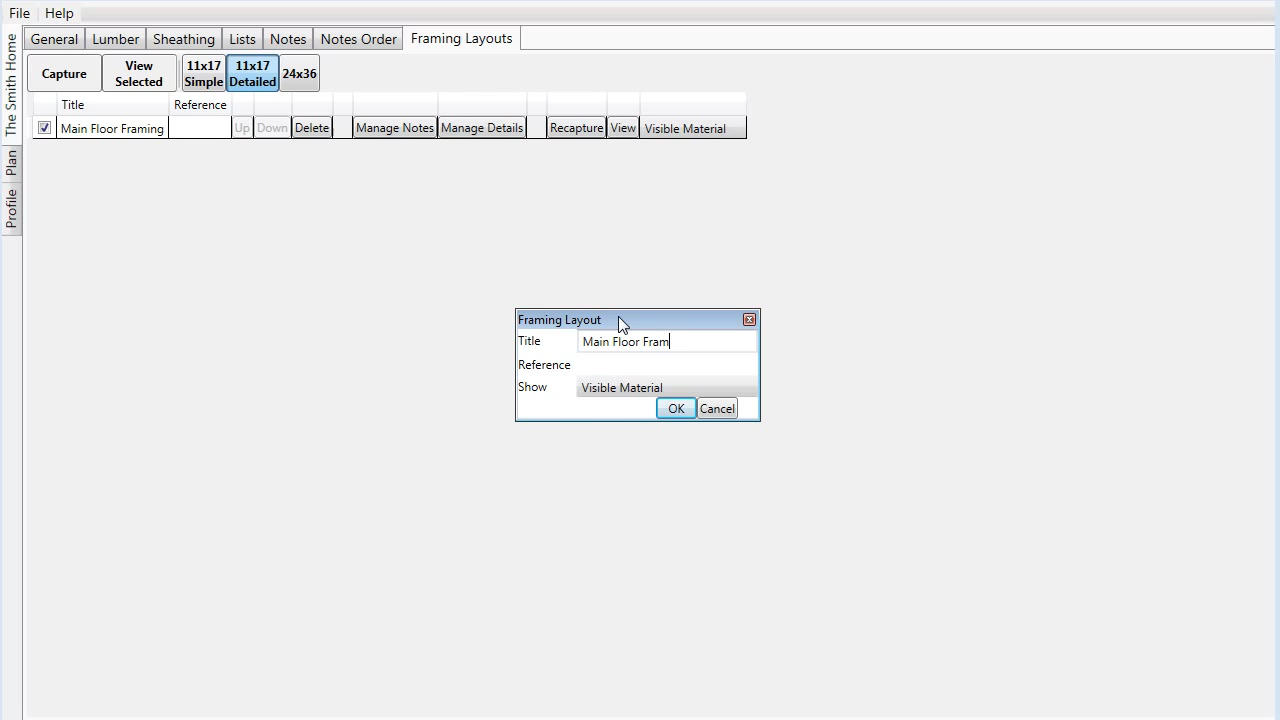 File Help
The Smith Home
Plan
Profile
General Lumber Sheathing Lists Notes Notes Order Framing Layouts
Capture
View
Selected
11x17
Simple
11x17
Detailed
24x36
Title Reference
Main Floor Framing Up Down Delete Manage Notes Manage Details Recapture View Visible Material
Framing Layout
Title Main Floor Fram
Reference
Show Visible Material
OK Cancel